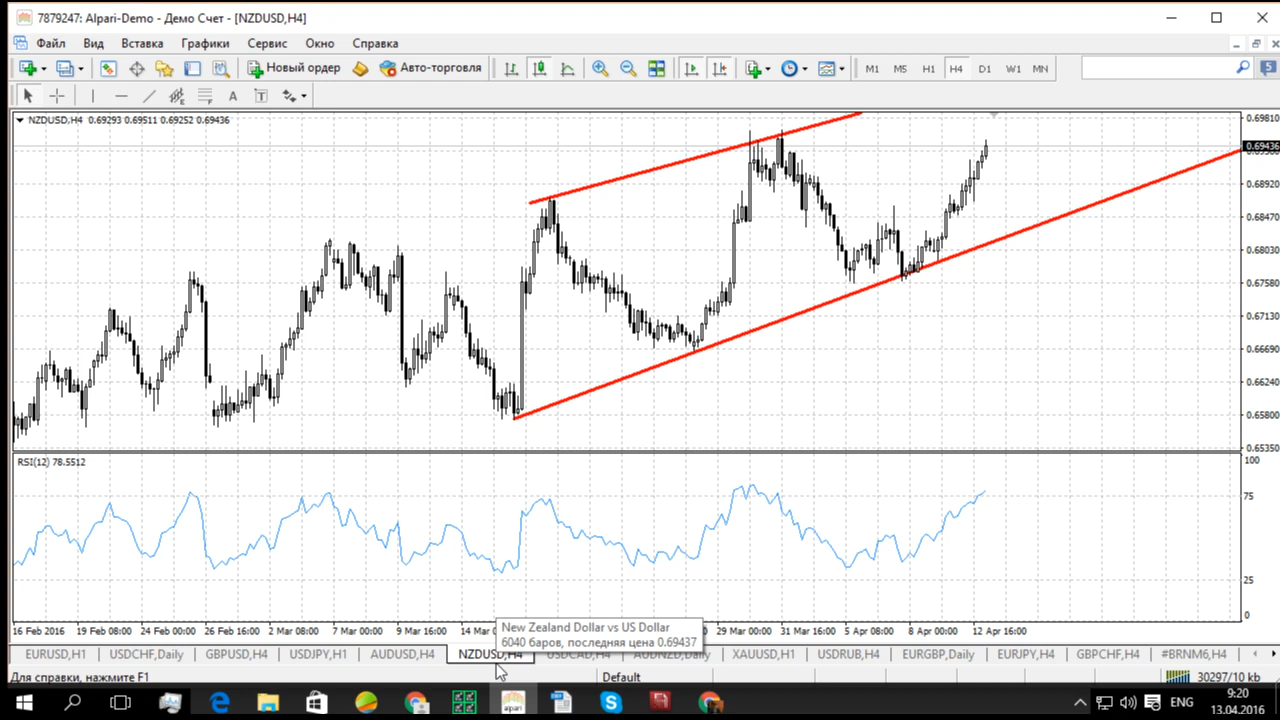 7879247: Alpari-Demo - Демо Счет - [NZDUSD,H4]
Файл Вид Вставка Графики Сервис Окно Справка
Новый ордер Авто-торговля M1 M5 H1 H4 D1 W1 MN 5
A T
NZDUSD,H4 0.69293 0.69511 0.69252 0.69436
0.69810
0.69436
0.68920
0.68470
0.68030
0.67580
0.67130
0.66690
0.66240
0.65800
0.65350
RSI(12) 78.5512
100
75
25
0
16 Feb 2016 19 Feb 08:00 24 Feb 00:00 26 Feb 16:00 2 Mar 08:00 7 Mar 00:00 9 Mar 16:00 14 Mar 29 Mar 00:00 31 Mar 16:00 5 Apr 08:00 8 Apr 00:00 12 Apr 16:00
New Zealand Dollar vs US Dollar
6040 баров, последняя цена 0.69437
EURUSD,H1 USDCHF,Daily GBPUSD,H4 USDJPY,H1 AUDUSD,H4 NZDUSD,H4 USDCAD,H4 AUDNZD,Daily XAUUSD,H1 USDRUB,H4 EURGBP,Daily EURJPY,H4 GBPCHF,H4 #BRNM6,H4
Для справки, нажмите F1 Default 30297/10 kb
alpari ENG 9:20
13.04.2016